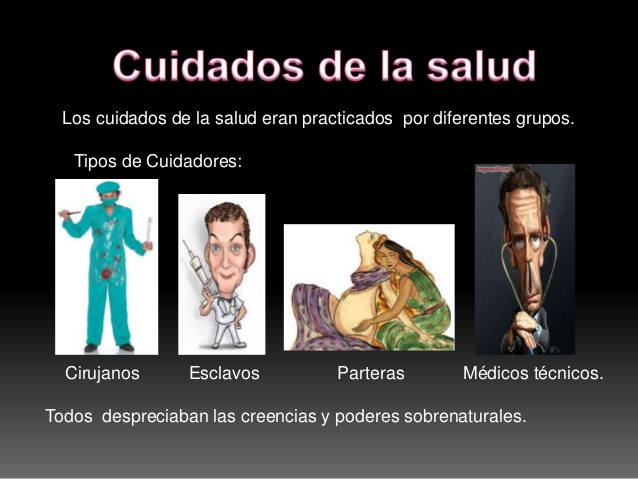 Cuidados de la salud
Los cuidados de la salud eran practicados por diferentes grupos.
Tipos de Cuidadores:
Cirujanos Esclavos Parteras Médicos técnicos.
Todos despreciaban las creencias y poderes sobrenaturales.